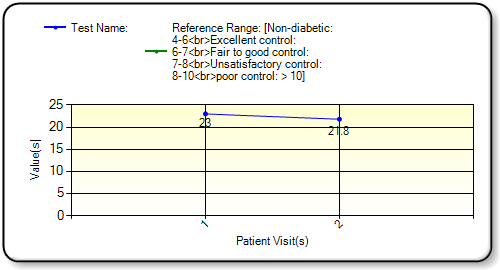 Test Name:
Reference Range: [Non-diabetic:
4-6<br>Excellent control:
6-7<br>Fair to good control:
7-8<br>Unsatisfactory control:
8-10<br>poor control: > 10]
25
20
15
10
5
0
Value(s)
23
21.8
1
2
Patient Visit(s)